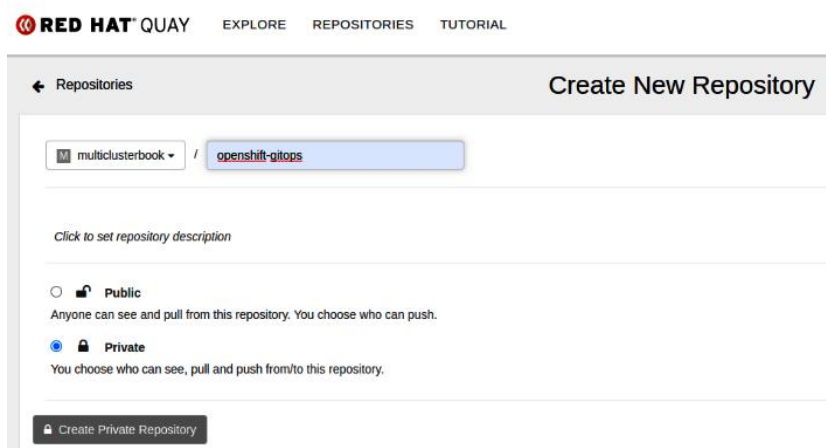 RED HAT® QUAY EXPLORE REPOSITORIES TUTORIAL
Repositories Create New Repository
M multiclusterbook / openshift-gitops
Click to set repository description
Public
Anyone can see and pull from this repository. You choose who can push.
Private
You choose who can see, pull and push from/to this repository.
Create Private Repository